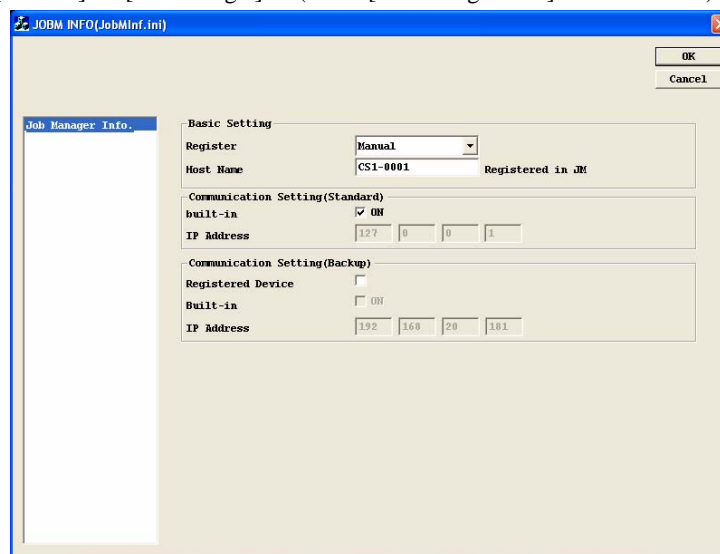 JOBM INFO(JobMInf.ini)
OK
Cancel
Job Manager Info.
Basic Setting
Register Manual
Host Name CS1-0001 Registered in JM
Communication Setting(Standard)
built-in ON
IP Address 127 0 0 1
Communication Setting(Backup)
Registered Device
Built-in ON
IP Address 192 168 20 181